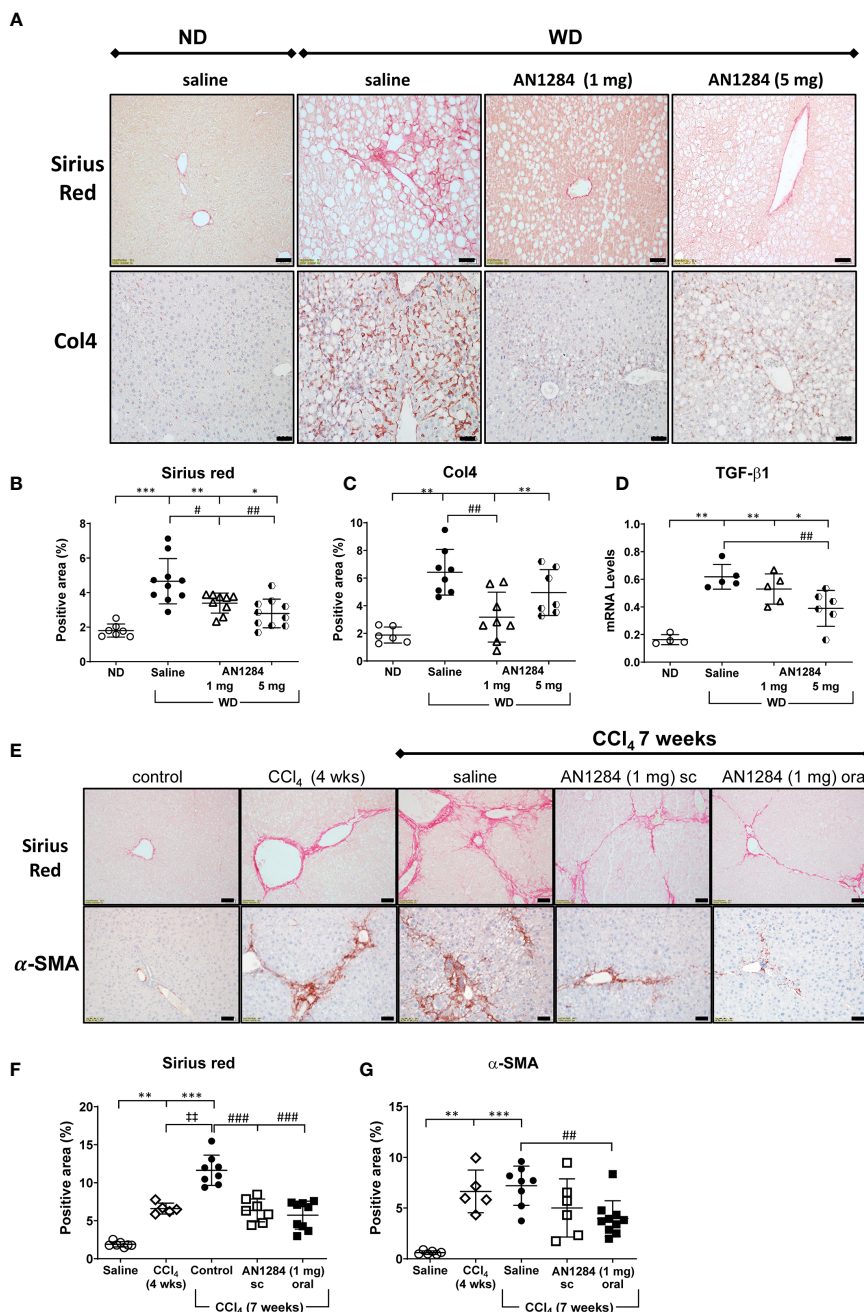 A
ND
WD
saline
saline
AN1284 (1 mg)
AN1284 (5 mg)
Sirius
Red
Col4
B
Sirius red
*** ** *
# ##
Positive area (%)
8
6
4
2
0
ND
Saline
AN1284
1 mg 5 mg
WD
C
Col4
** **
##
Positive area (%)
10
8
6
4
2
0
ND
Saline
AN1284
1 mg 5 mg
WD
D
TGF-β1
** ** *
##
mRNA Levels
1.0
0.8
0.6
0.4
0.2
0.0
ND
Saline
AN1284
1 mg 5 mg
WD
E
CCl₄ 7 weeks
control
CCl₄ (4 wks)
saline
AN1284 (1 mg) sc
AN1284 (1 mg) ora
Sirius
Red
α-SMA
F
Sirius red
** ***
‡‡ ### ###
Positive area (%)
20
15
10
5
0
Saline
CCl₄
(4 wks)
Control
AN1284 (1 mg)
sc oral
CCl₄ (7 weeks)
G
α-SMA
** ***
##
Positive area (%)
15
10
5
0
Saline
CCl₄
(4 wks)
Saline
AN1284 (1 mg)
sc oral
CCl₄ (7 weeks)